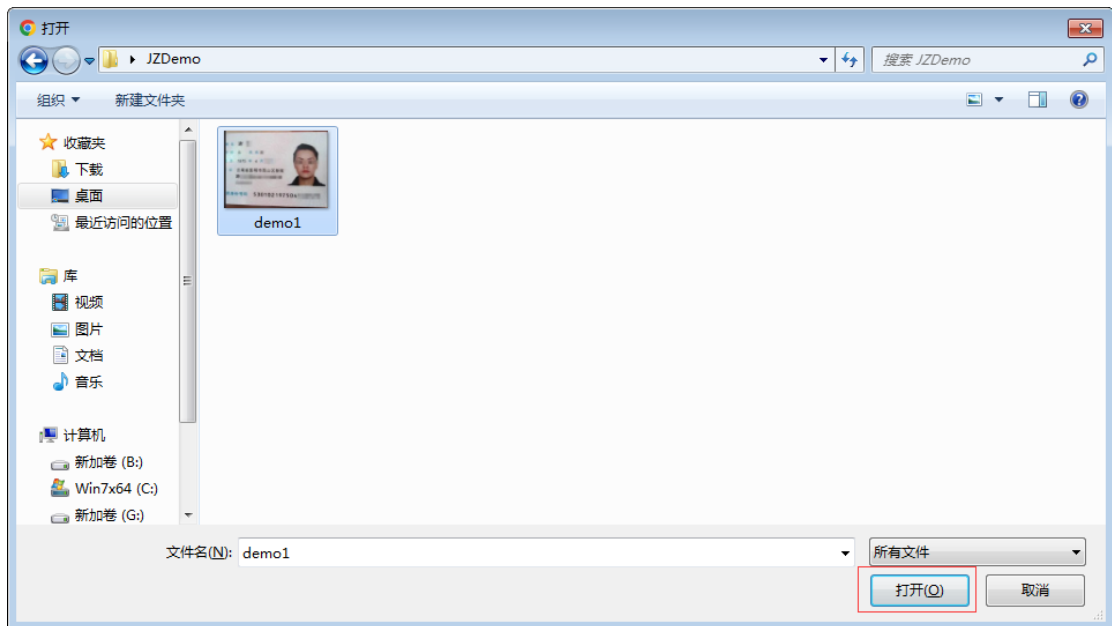 打开
JZDemo
搜索 JZDemo
组织
新建文件夹
收藏夹
下载
桌面
最近访问的位置
库
视频
图片
文档
音乐
计算机
新加卷 (B:)
Win7x64 (C:)
新加卷 (G:)
demo1
文件名(N):
demo1
所有文件
打开(O)
取消